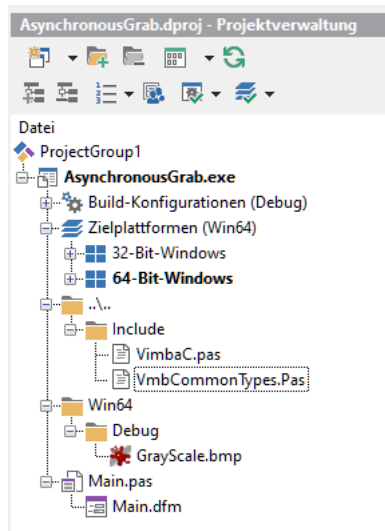 AsynchronousGrab.dproj - Projektverwaltung
Datei
ProjectGroup1
AsynchronousGrab.exe
Build-Konfigurationen (Debug)
Zielplattformen (Win64)
32-Bit-Windows
64-Bit-Windows
..\..
Include
VimbaC.pas
VmbCommonTypes.Pas
Win64
Debug
GrayScale.bmp
Main.pas
Main.dfm